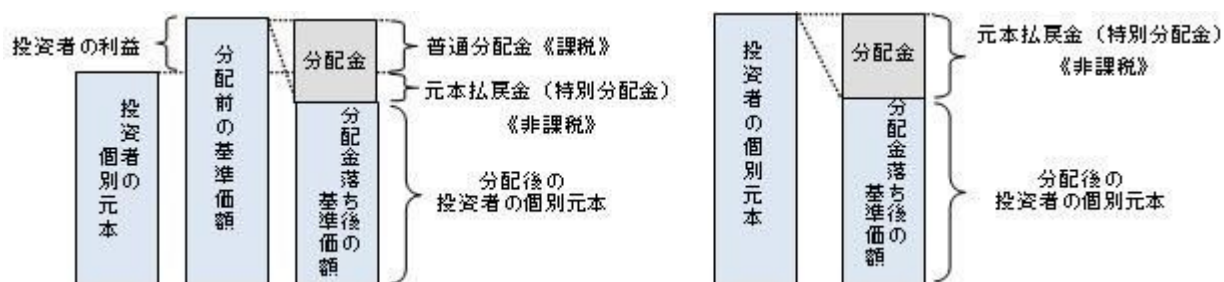 投資者の利益
投資者の
個別元本
分配前の基準価額
分配金
分配金落ち後の
基準価額
普通分配金《課税》
元本払戻金（特別分配金）
《非課税》
分配後の
投資者の個別元本
投資者の個別元本
分配金
分配金落ち後の
基準価額
元本払戻金（特別分配金）
《非課税》
分配後の
投資者の個別元本